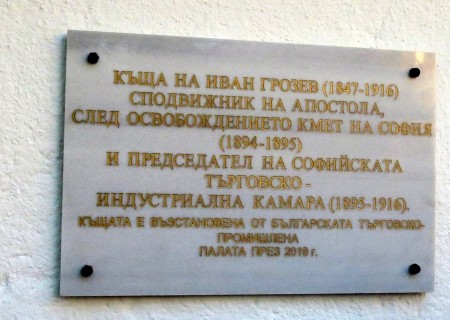 КЪЩА НА ИВАН ГРОЗЕВ (1847-1916)
СПОДВИЖНИК НА АПОСТОЛА,
СЛЕД ОСВОБОЖДЕНИЕТО КМЕТ НА СОФИЯ
(1894-1895)
И ПРЕДСЕДАТЕЛ НА СОФИЙСКАТА
ТЪРГОВСКО -
ИНДУСТРИАЛНА КАМАРА (1895-1916).
КЪЩАТА Е ВЪЗСТАНОВЕНА ОТ БЪЛГАРСКАТА ТЪРГОВСКО-
ПРОМИШЛЕНА
ПАЛАТА ПРЕЗ 2019 г.